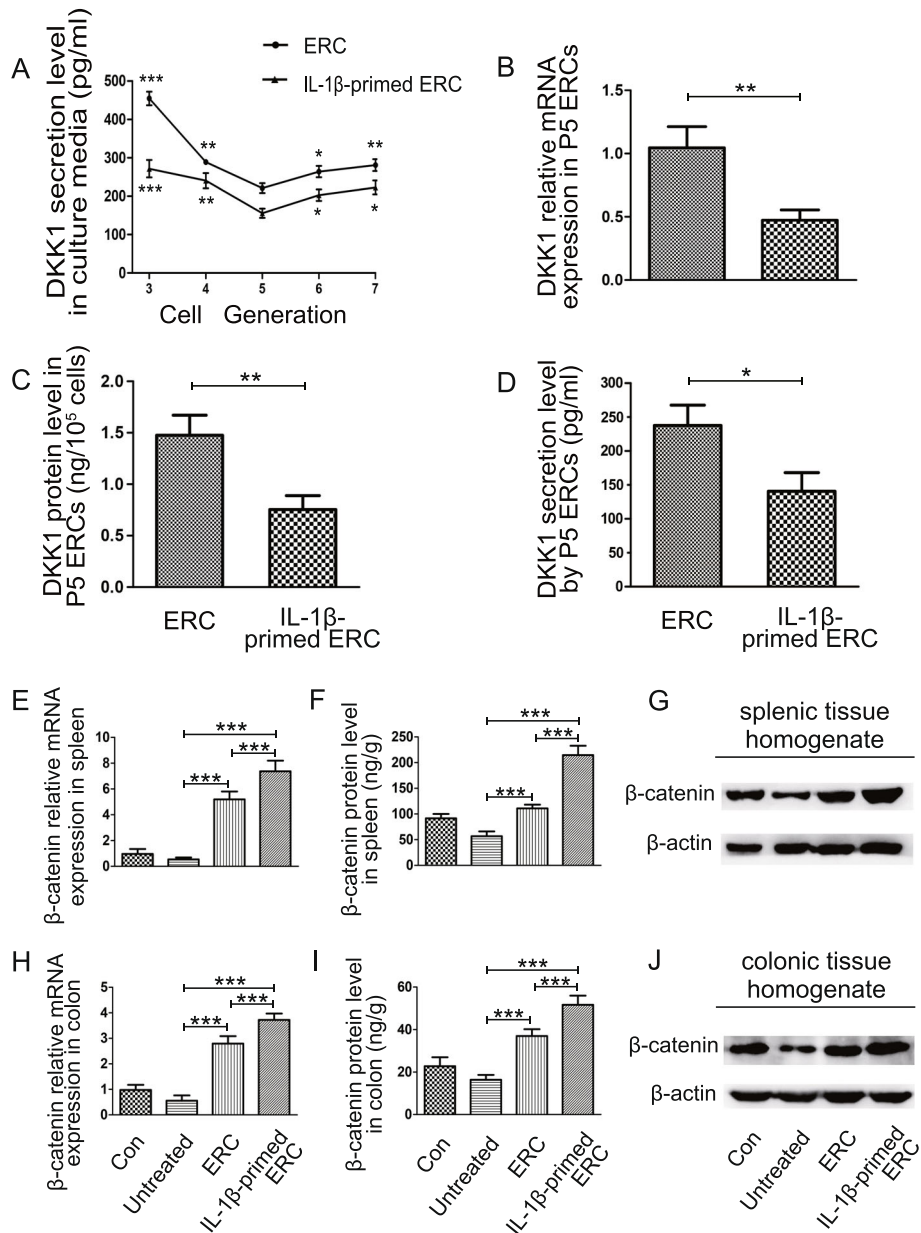 A
DKK1 secretion level
in culture media (pg/ml)
ERC
IL-1β-primed ERC
500
400
300
200
100
0
***
**
*
**
***
**
*
*
3 4 5 6 7
Cell Generation
B
DKK1 relative mRNA
expression in P5 ERCs
1.5
1.0
0.5
0.0
**
C
DKK1 protein level in
P5 ERCs (ng/10⁵ cells)
2.0
1.5
1.0
0.5
0.0
**
ERC
IL-1β-
primed ERC
D
DKK1 secretion level
by P5 ERCs (pg/ml)
300
250
200
150
100
50
0
*
ERC
IL-1β-
primed ERC
E
β-catenin relative mRNA
expression in spleen
10
8
6
4
2
0
***
***
***
F
β-catenin protein level
in spleen (ng/g)
250
200
150
100
50
0
***
***
***
G
splenic tissue
homogenate
β-catenin
β-actin
H
β-catenin relative mRNA
expression in colon
5
4
3
2
1
0
***
***
***
Con
Untreated
ERC
IL-1β-primed
ERC
I
β-catenin protein level
in colon (ng/g)
60
40
20
0
***
***
***
Con
Untreated
ERC
IL-1β-primed
ERC
J
colonic tissue
homogenate
β-catenin
β-actin
Con
Untreated
ERC
IL-1β-primed
ERC